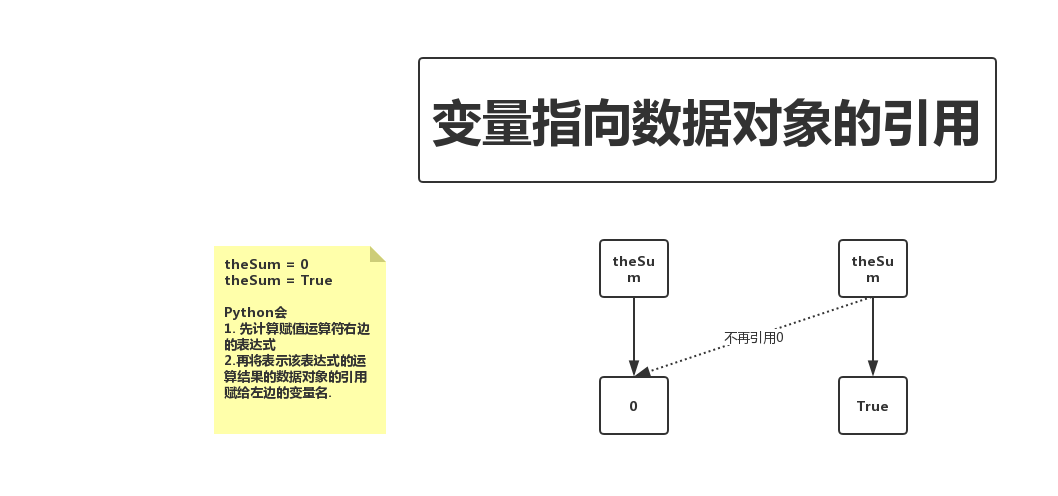 变量指向数据对象的引用
theSum = 0
theSum = True
Python会
1. 先计算赋值运算符右边
的表达式
2.再将表示该表达式的运
算结果的数据对象的引用
赋给左边的变量名.
theSu
m
theSu
m
不再引用0
0
True